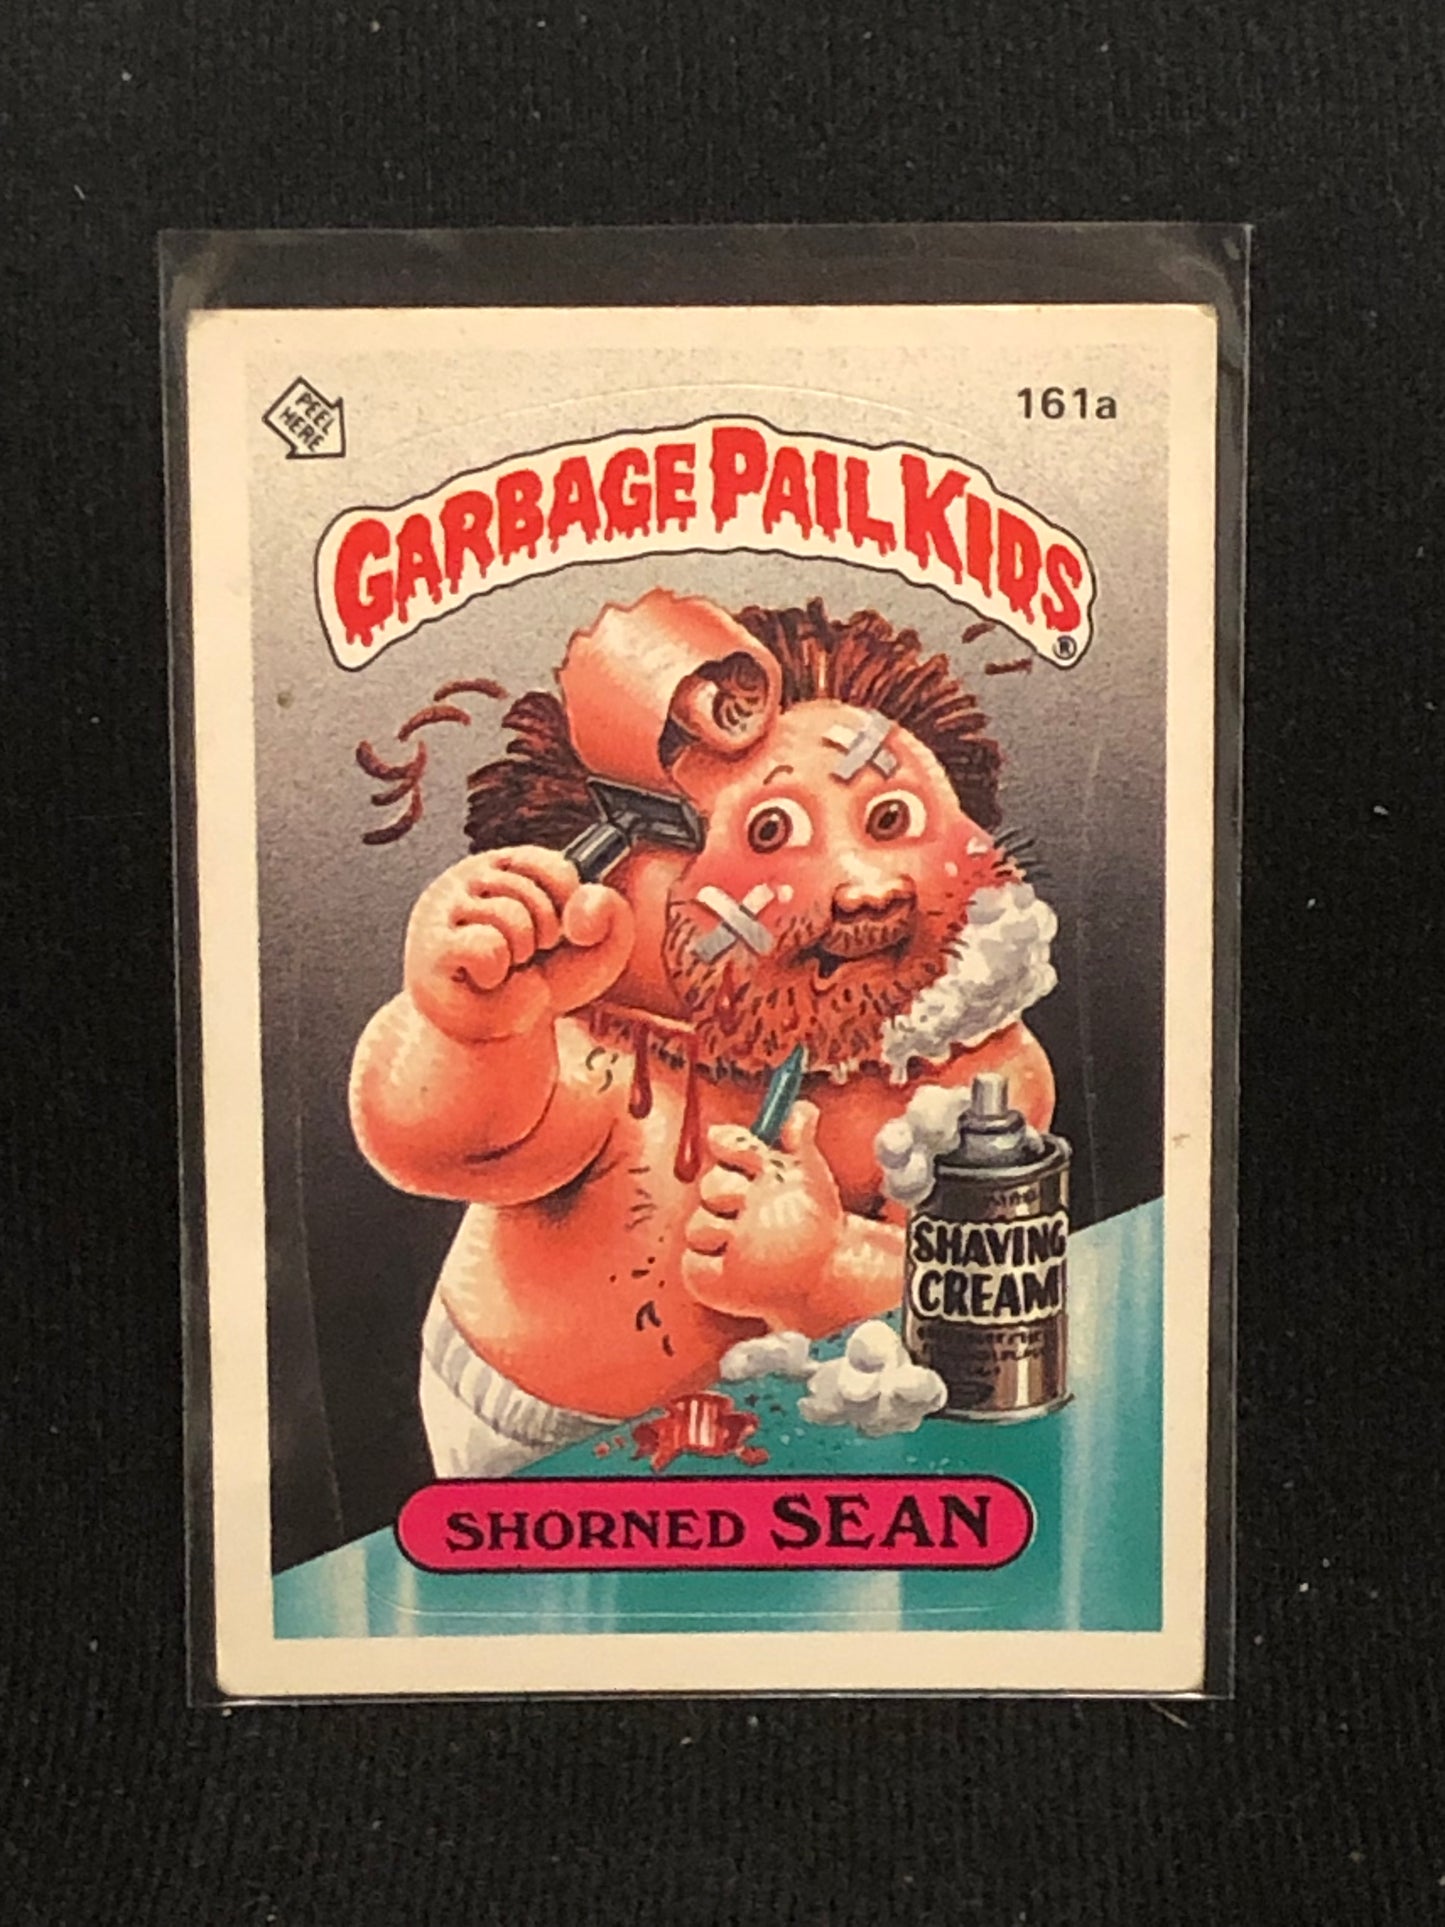 PEEL
HERE
161a
GARBAGE PAIL KIDS®
SHAVING
CREAM
SHORNED SEAN